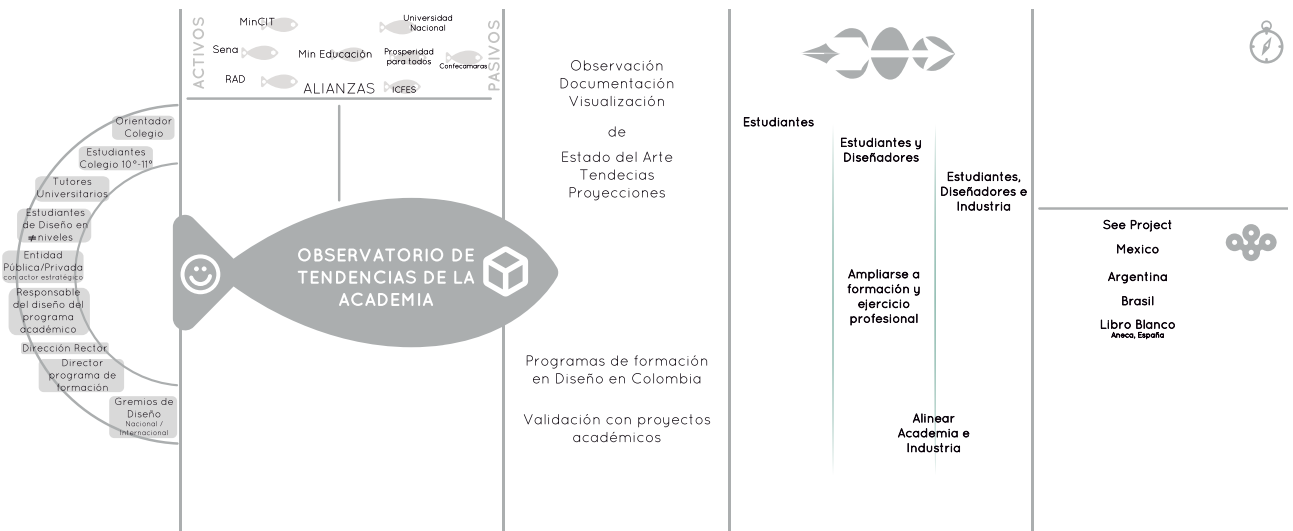 Orientador
Colegio
Estudiantes
Colegio 10°-11°
Tutores
Universitarios
Estudiantes
de Diseño en
≠niveles
Entidad
Pública/Privada
con actor estratégico
Responsable
del diseño del
programa
académico
Dirección Rector
Director
programa de
formación
Gremios de
Diseño
Nacional /
Internacional
ACTIVOS
MinCIT
Universidad
Nacional
Sena
Min Educación
Prosperidad
para todos
Confecamaras
RAD
ALIANZAS
ICFES
PASIVOS
OBSERVATORIO DE
TENDENCIAS DE LA
ACADEMIA
Observación
Documentación
Visualización
de
Estado del Arte
Tendecias
Proyecciones
Programas de formación
en Diseño en Colombia
Validación con proyectos
académicos
Estudiantes
Estudiantes y
Diseñadores
Estudiantes,
Diseñadores e
Industria
Ampliarse a
formación y
ejercicio
profesional
Alinear
Academia e
Industria
See Project
Mexico
Argentina
Brasil
Libro Blanco
Aneca, España